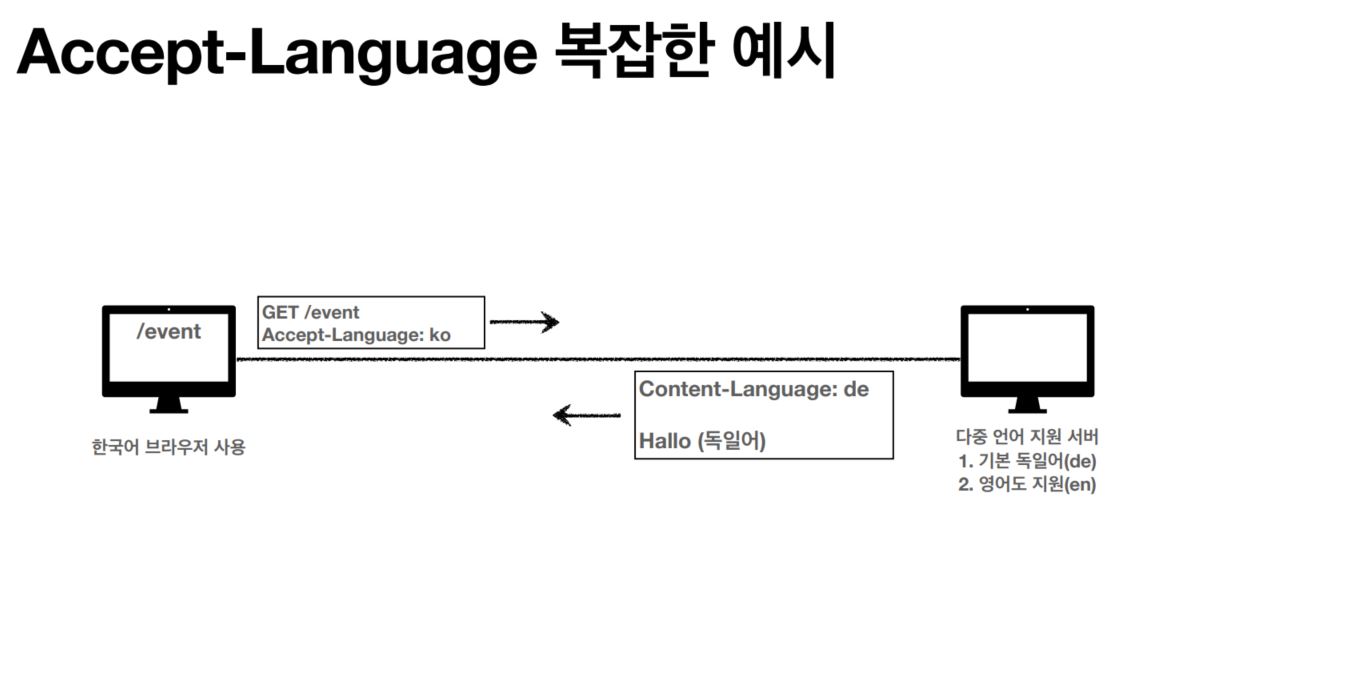 Accept-Language 복잡한 예시
/event
GET /event
Accept-Language: ko
Content-Language: de
Hallo (독일어)
한국어 브라우저 사용
다중 언어 지원 서버
1. 기본 독일어(de)
2. 영어도 지원(en)